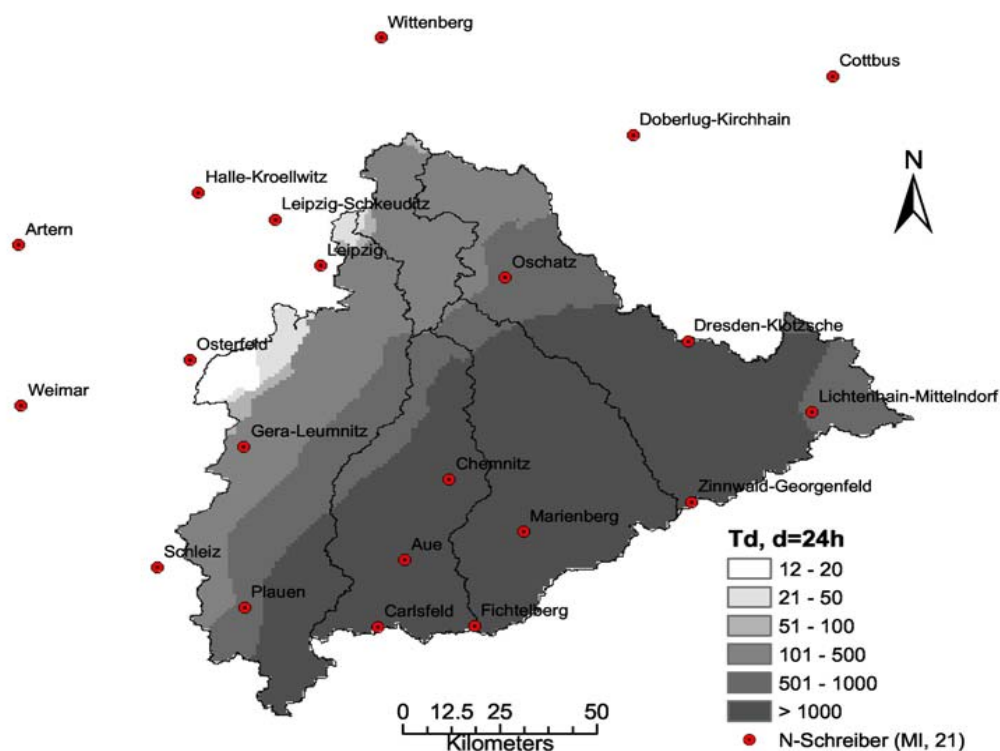 Wittenberg
Cottbus
Doberlug-Kirchhain
N
Halle-Kroellwitz
Leipzig-Schkeuditz
Artern
Leipzig
Oschatz
Dresden-Klotzsche
Osterfeld
Weimar
Lichtenhain-Mittelndorf
Gera-Leumnitz
Chemnitz
Zinnwald-Georgenfeld
Marienberg
Td, d=24h
Aue
Schleiz
12 - 20
21 - 50
Plauen
Carlsfeld
Fichtelberg
51 - 100
101 - 500
501 - 1000
> 1000
0 12.5 25 50
Kilometers
N-Schreiber (MI, 21)